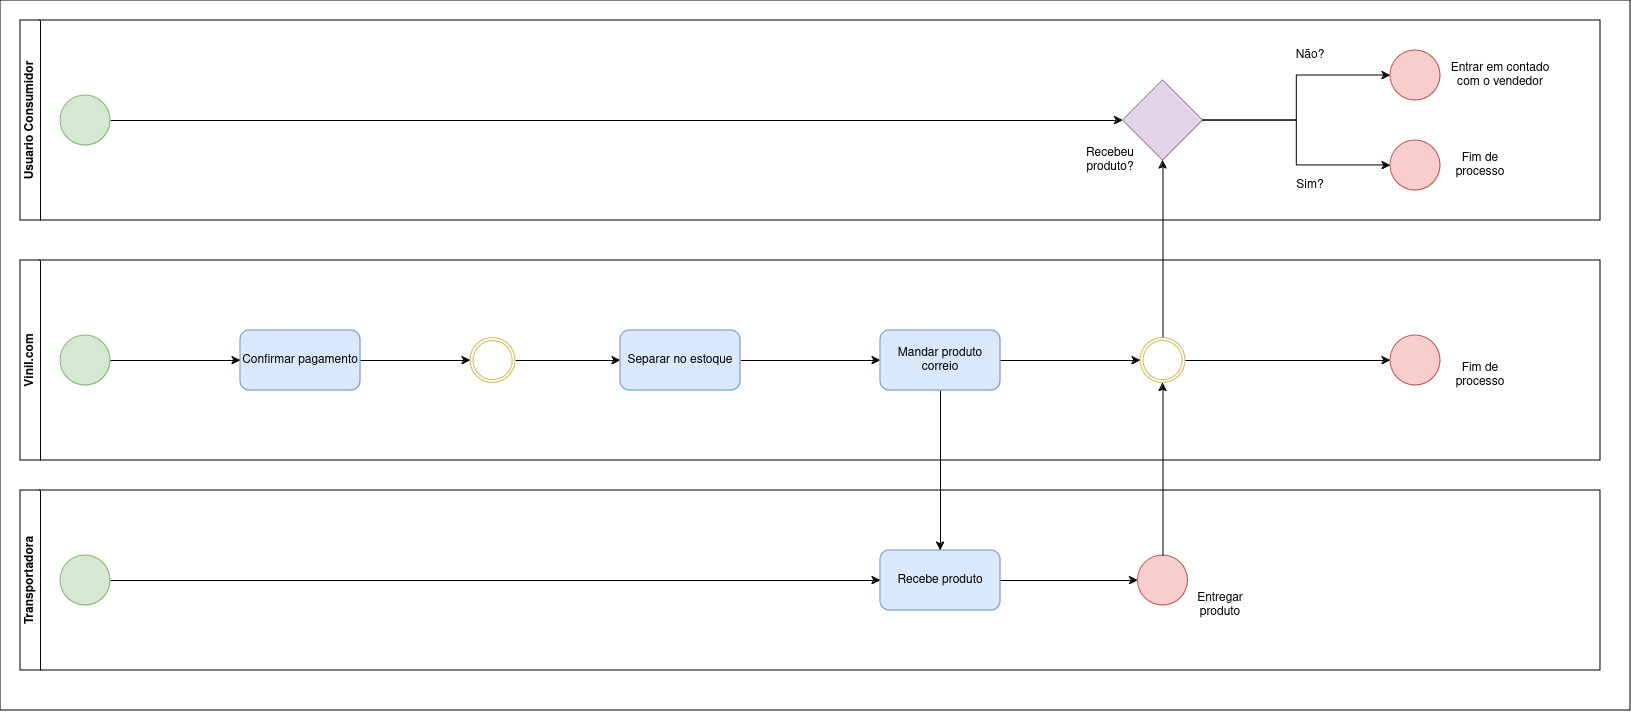 Usuario Consumidor
Não?
Entrar em contado
com o vendedor
Recebeu
produto?
Fim de
processo
Sim?
Vinil.com
Confirmar pagamento
Separar no estoque
Mandar produto
correio
Fim de
processo
Transportadora
Recebe produto
Entregar
produto